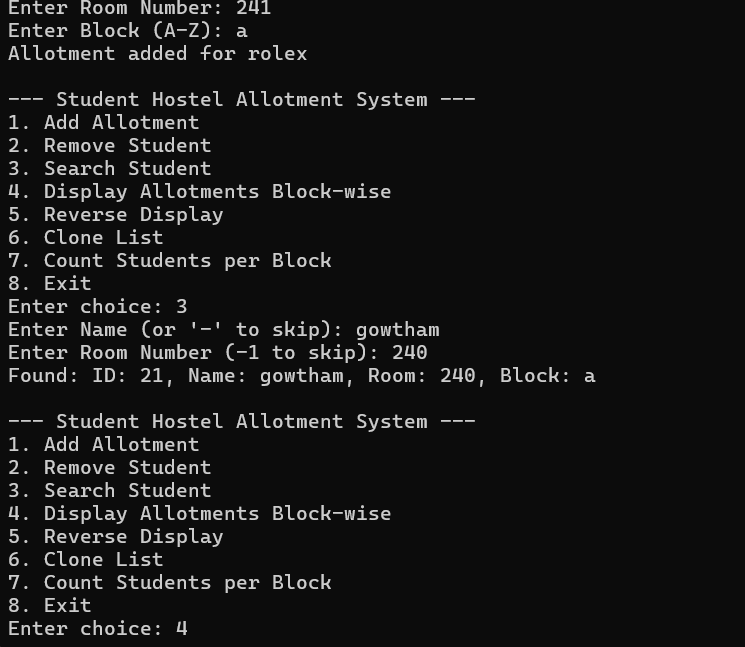 Enter Room Number: 241
Enter Block (A-Z): a
Allotment added for rolex
--- Student Hostel Allotment System ---
1. Add Allotment
2. Remove Student
3. Search Student
4. Display Allotments Block-wise
5. Reverse Display
6. Clone List
7. Count Students per Block
8. Exit
Enter choice: 3
Enter Name (or '-' to skip): gowtham
Enter Room Number (-1 to skip): 240
Found: ID: 21, Name: gowtham, Room: 240, Block: a
--- Student Hostel Allotment System ---
1. Add Allotment
2. Remove Student
3. Search Student
4. Display Allotments Block-wise
5. Reverse Display
6. Clone List
7. Count Students per Block
8. Exit
Enter choice: 4